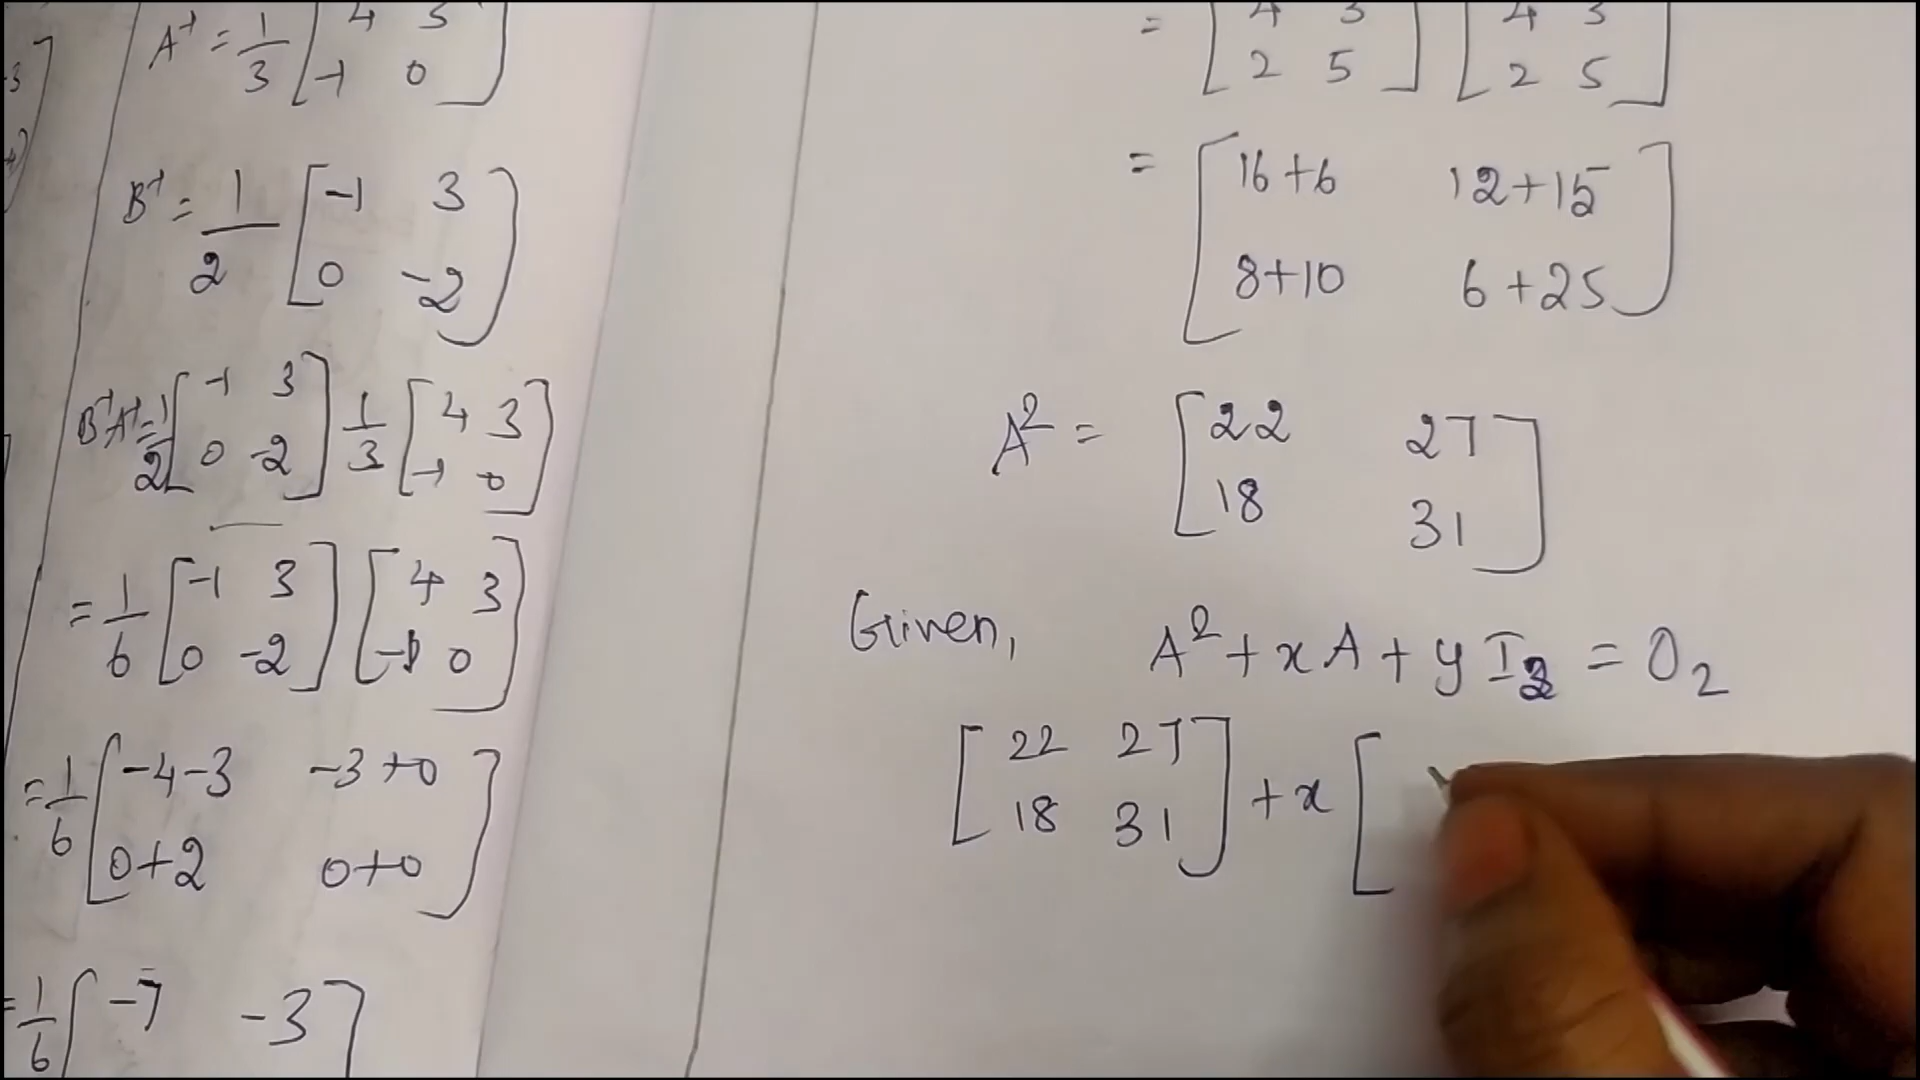 A⁻¹ = 1/3 [4 3
-1 0]
B⁻¹ = 1/2 [-1 3
0 -2]
B⁻¹A⁻¹ = 1/2 [-1 3
0 -2] 1/3 [4 3
-1 0]
= 1/6 [-1 3
0 -2] [4 3
-1 0]
= 1/6 [-4-3 -3+0
0+2 0+0]
= 1/6 [-7 -3]
= [4 3
2 5] [4 3
2 5]
= [16+6 12+15
8+10 6+25]
A² = [22 27
18 31]
Given, A² + xA + yI₂ = O₂
[22 27
18 31] + x [